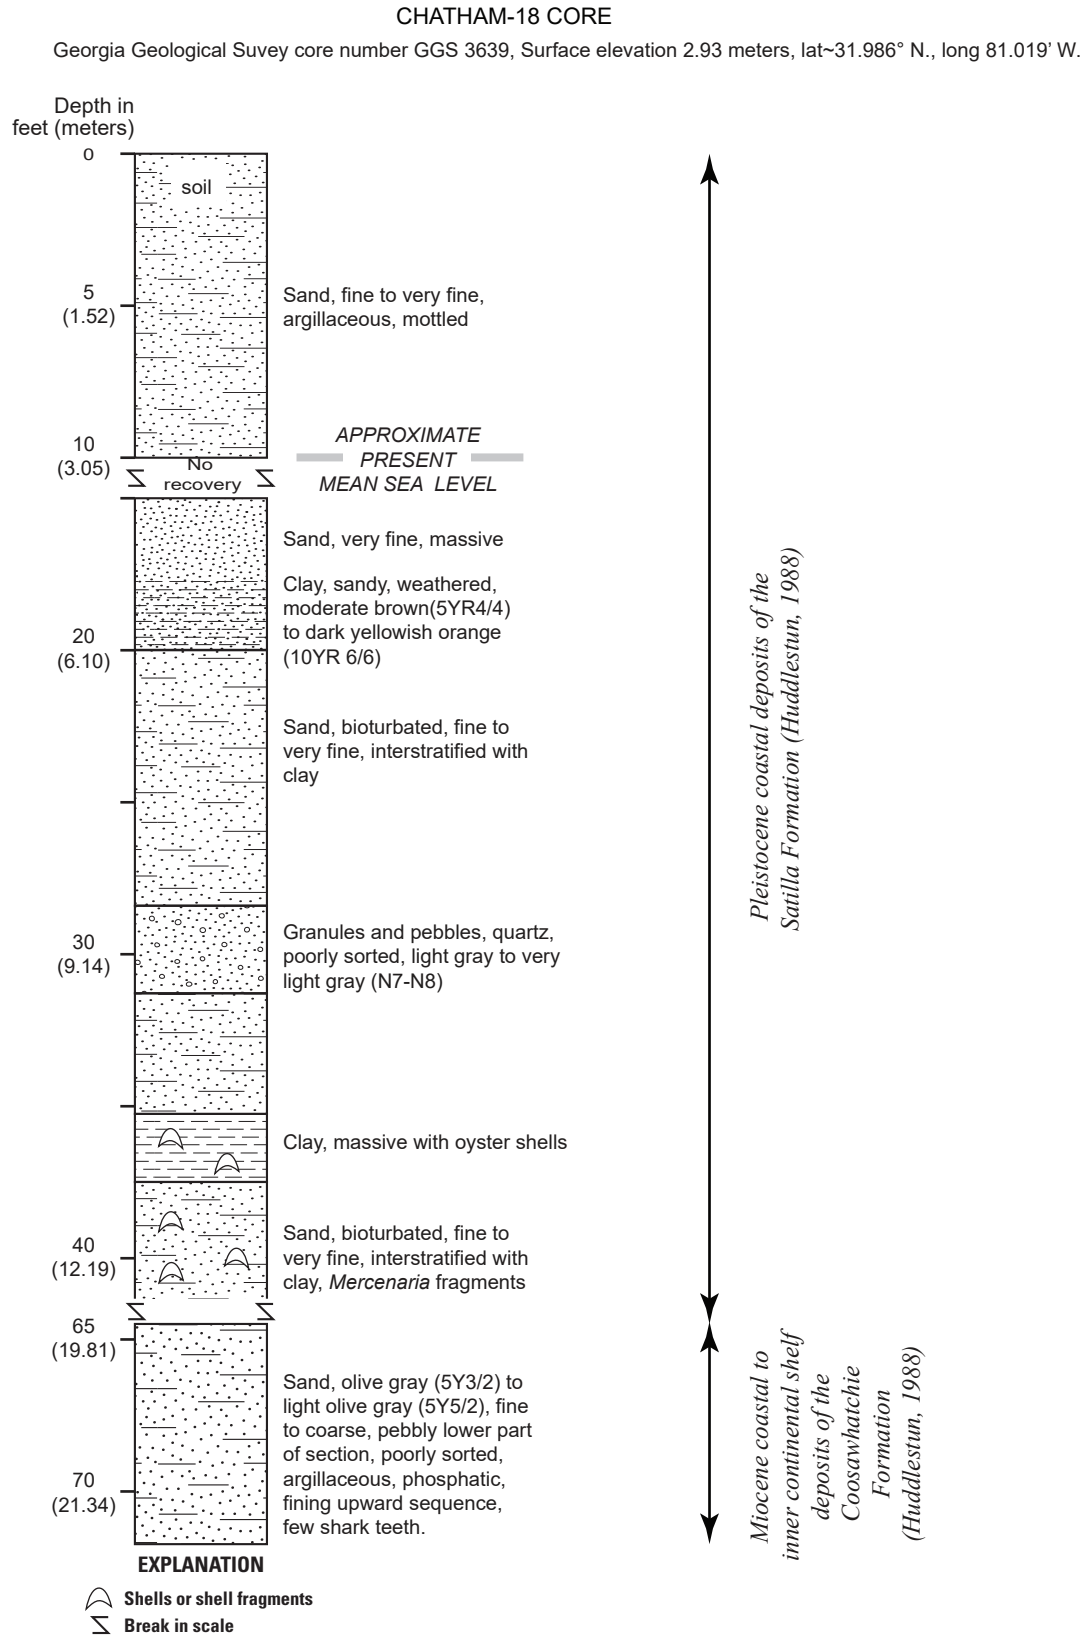 CHATHAM-18 CORE
Georgia Geological Suvey core number GGS 3639, Surface elevation 2.93 meters, lat~31.986° N., long 81.019' W.
Depth in
feet (meters)
0
soil
5
(1.52)
Sand, fine to very fine,
argillaceous, mottled
10
(3.05)
No
recovery
APPROXIMATE
PRESENT
MEAN SEA LEVEL
Sand, very fine, massive
Clay, sandy, weathered,
moderate brown(5YR4/4)
to dark yellowish orange
(10YR 6/6)
20
(6.10)
Sand, bioturbated, fine to
very fine, interstratified with
clay
30
(9.14)
Granules and pebbles, quartz,
poorly sorted, light gray to very
light gray (N7-N8)
Clay, massive with oyster shells
40
(12.19)
Sand, bioturbated, fine to
very fine, interstratified with
clay, Mercenaria fragments
65
(19.81)
Sand, olive gray (5Y3/2) to
light olive gray (5Y5/2), fine
to coarse, pebbly lower part
of section, poorly sorted,
argillaceous, phosphatic,
fining upward sequence,
few shark teeth.
70
(21.34)
Pleistocene coastal deposits of the
Satilla Formation (Huddlestun, 1988)
Miocene coastal to
inner continental shelf
deposits of the
Coosawhatchie
Formation
(Huddlestun, 1988)
EXPLANATION
Shells or shell fragments
Break in scale